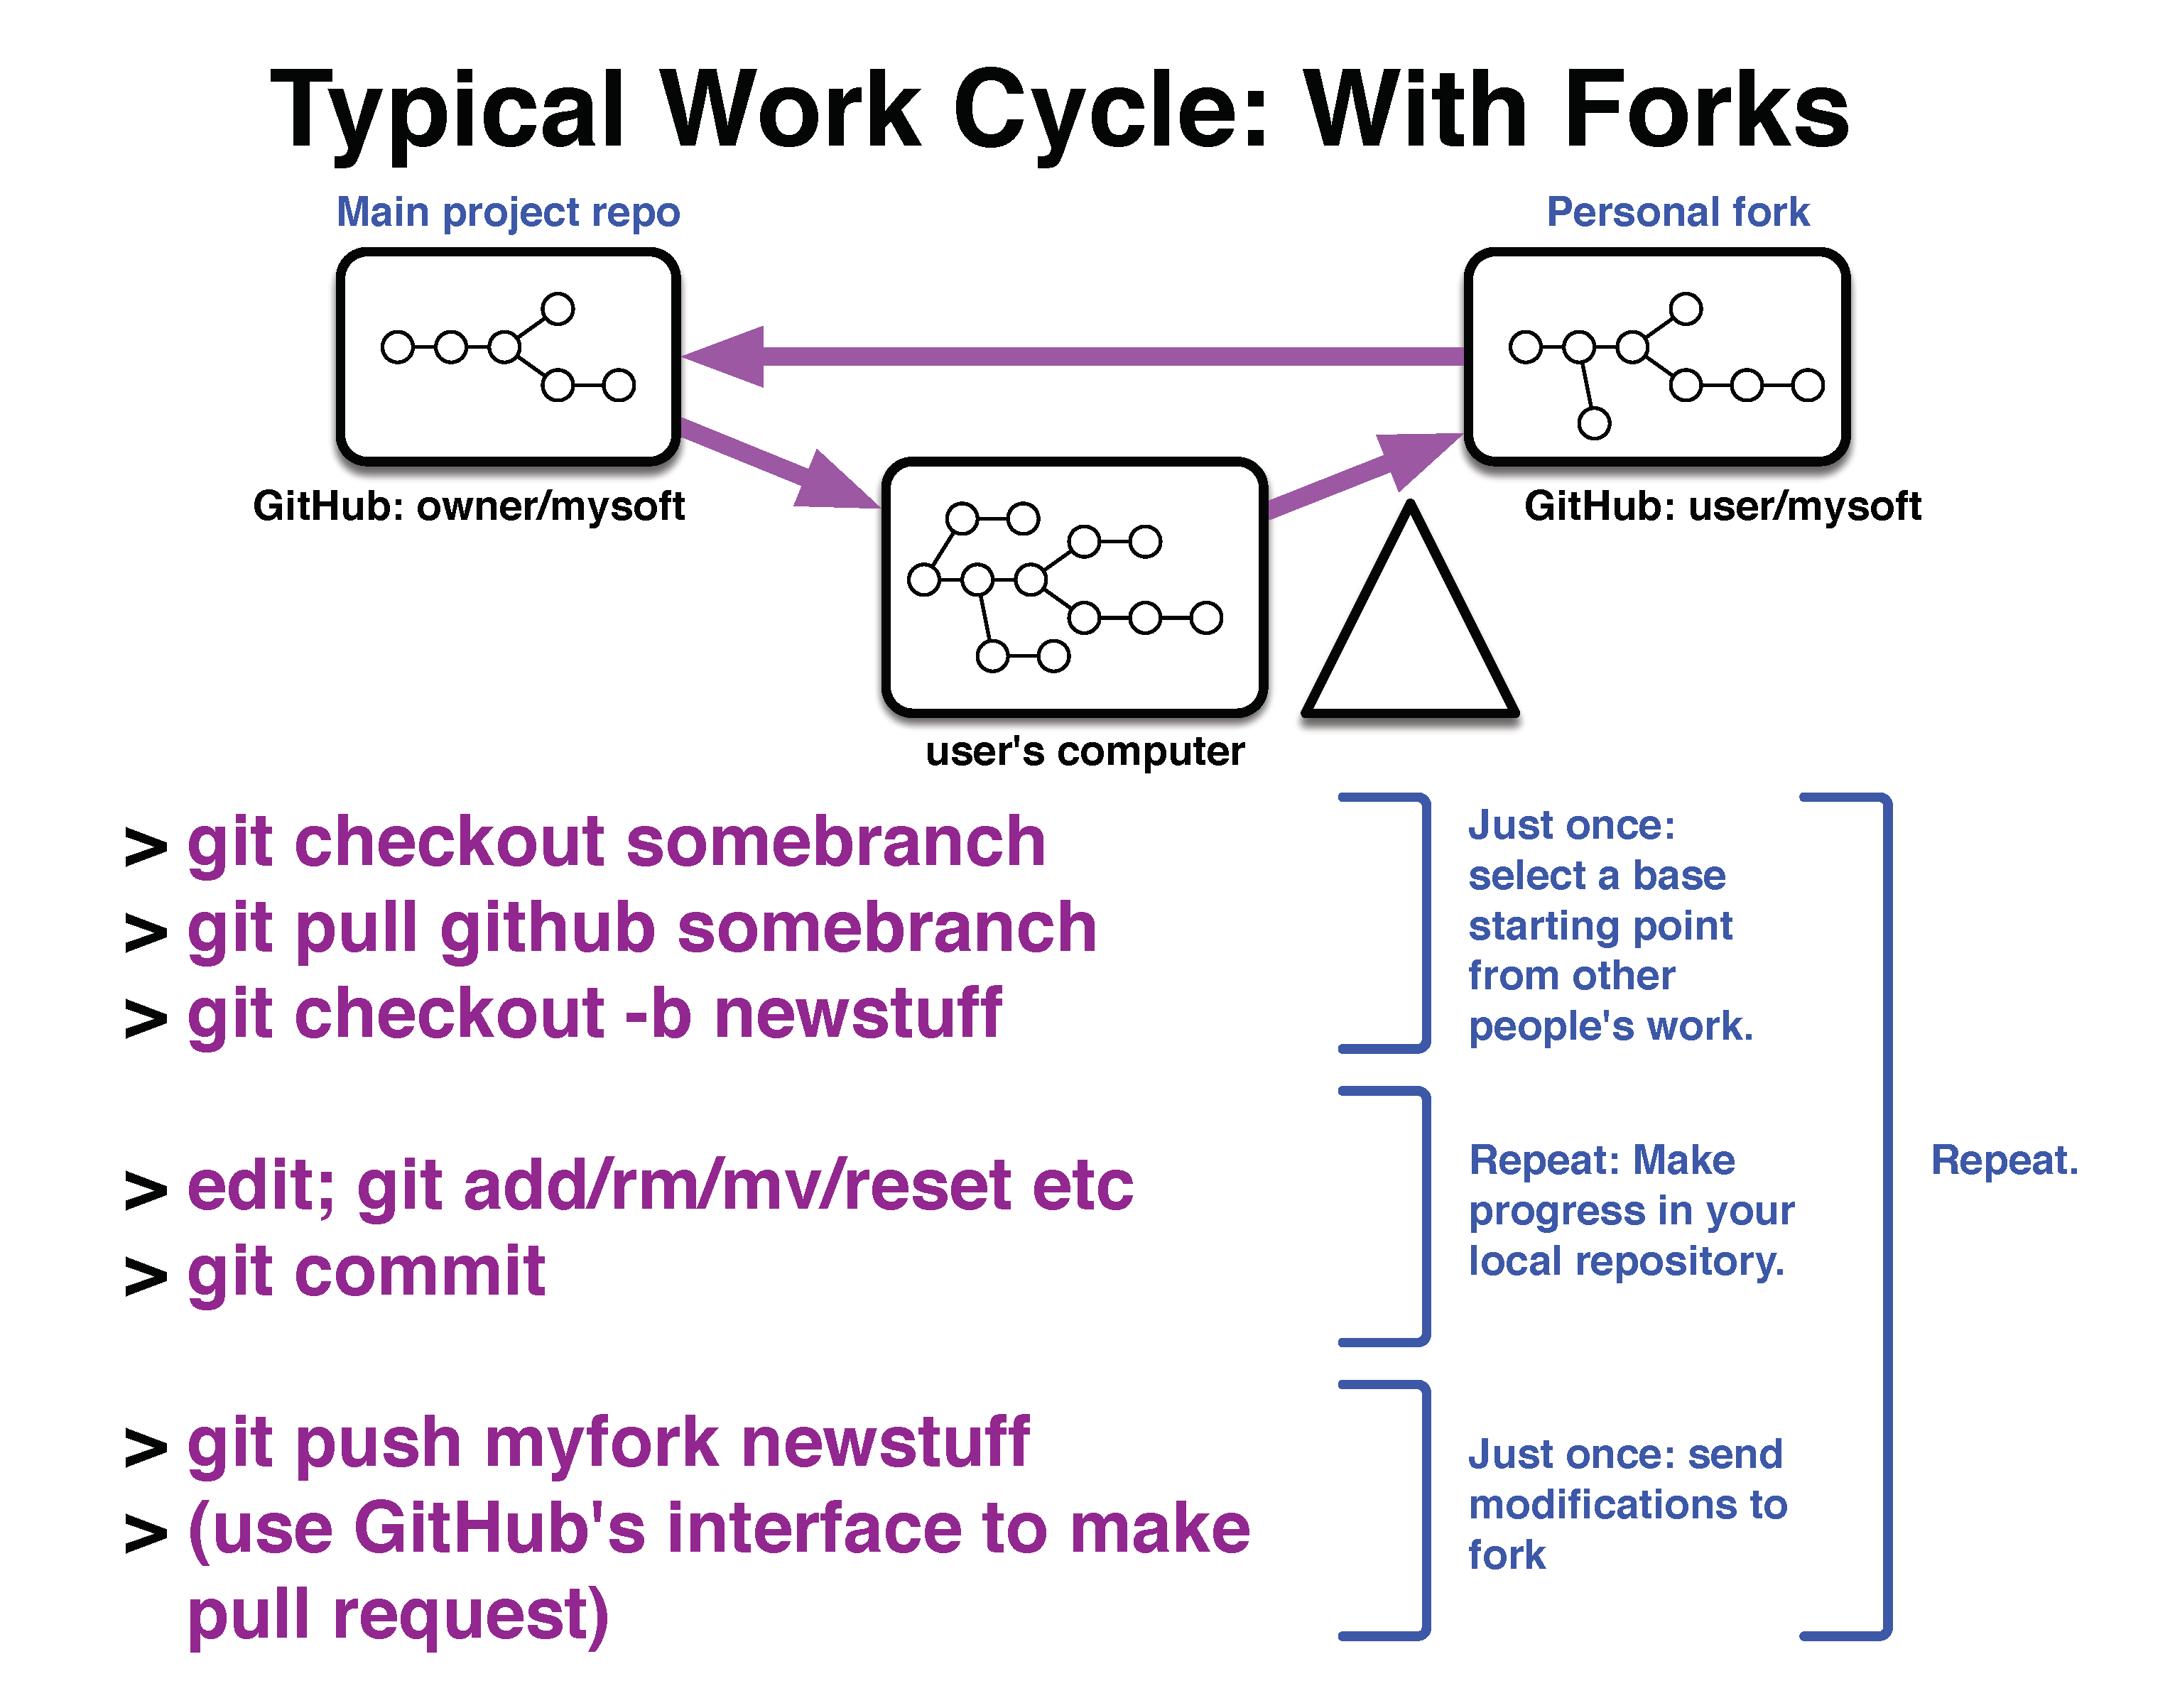 Typical Work Cycle: With Forks
Main project repo
Personal fork
GitHub: owner/mysoft
GitHub: user/mysoft
user's computer
> git checkout somebranch
> git pull github somebranch
> git checkout -b newstuff
Just once:
select a base
starting point
from other
people's work.
> edit; git add/rm/mv/reset etc
> git commit
Repeat: Make
progress in your
local repository.
Repeat.
> git push myfork newstuff
> (use GitHub's interface to make
pull request)
Just once: send
modifications to
fork